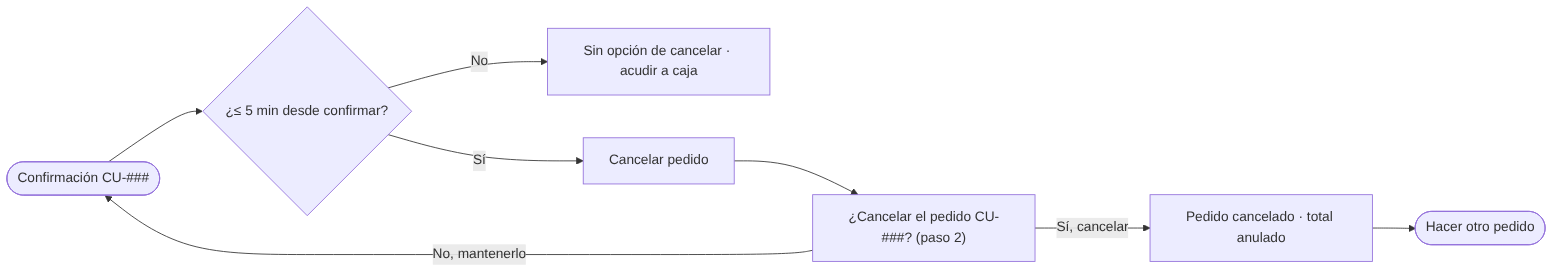 Confirmación CU-###
¿≤ 5 min desde confirmar?
No
Sin opción de cancelar ·
acudir a caja
Sí
Cancelar pedido
¿Cancelar el pedido CU-
###? (paso 2)
No, mantenerlo
Sí, cancelar
Pedido cancelado · total
anulado
Hacer otro pedido